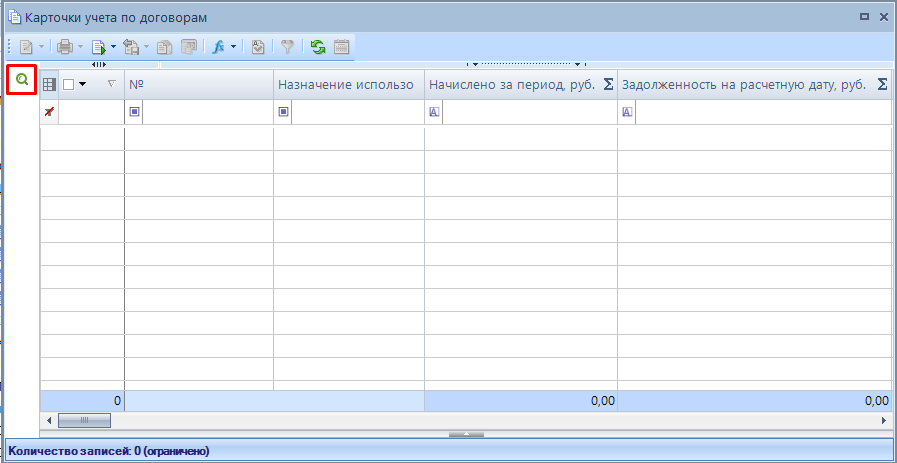 Карточки учета по договорам
№ Назначение использо Начислено за период, руб. Σ Задолженность на расчетную дату, руб. Σ
0 0,00 0,00
Количество записей: 0 (ограничено)